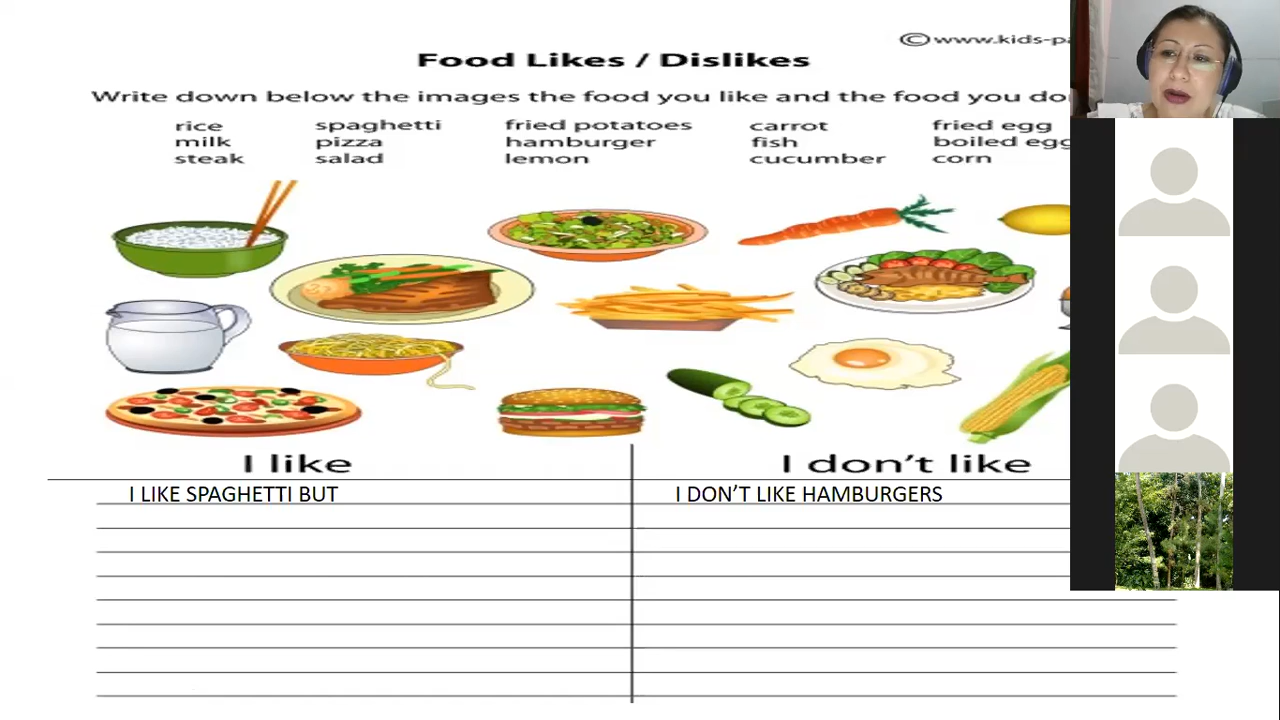 ©www.kids-pa
Food Likes / Dislikes
Write down below the images the food you like and the food you do
rice spaghetti fried potatoes carrot fried egg
milk pizza hamburger fish boiled egg
steak salad lemon cucumber corn
I like I don't like
I LIKE SPAGHETTI BUT I DON'T LIKE HAMBURGERS